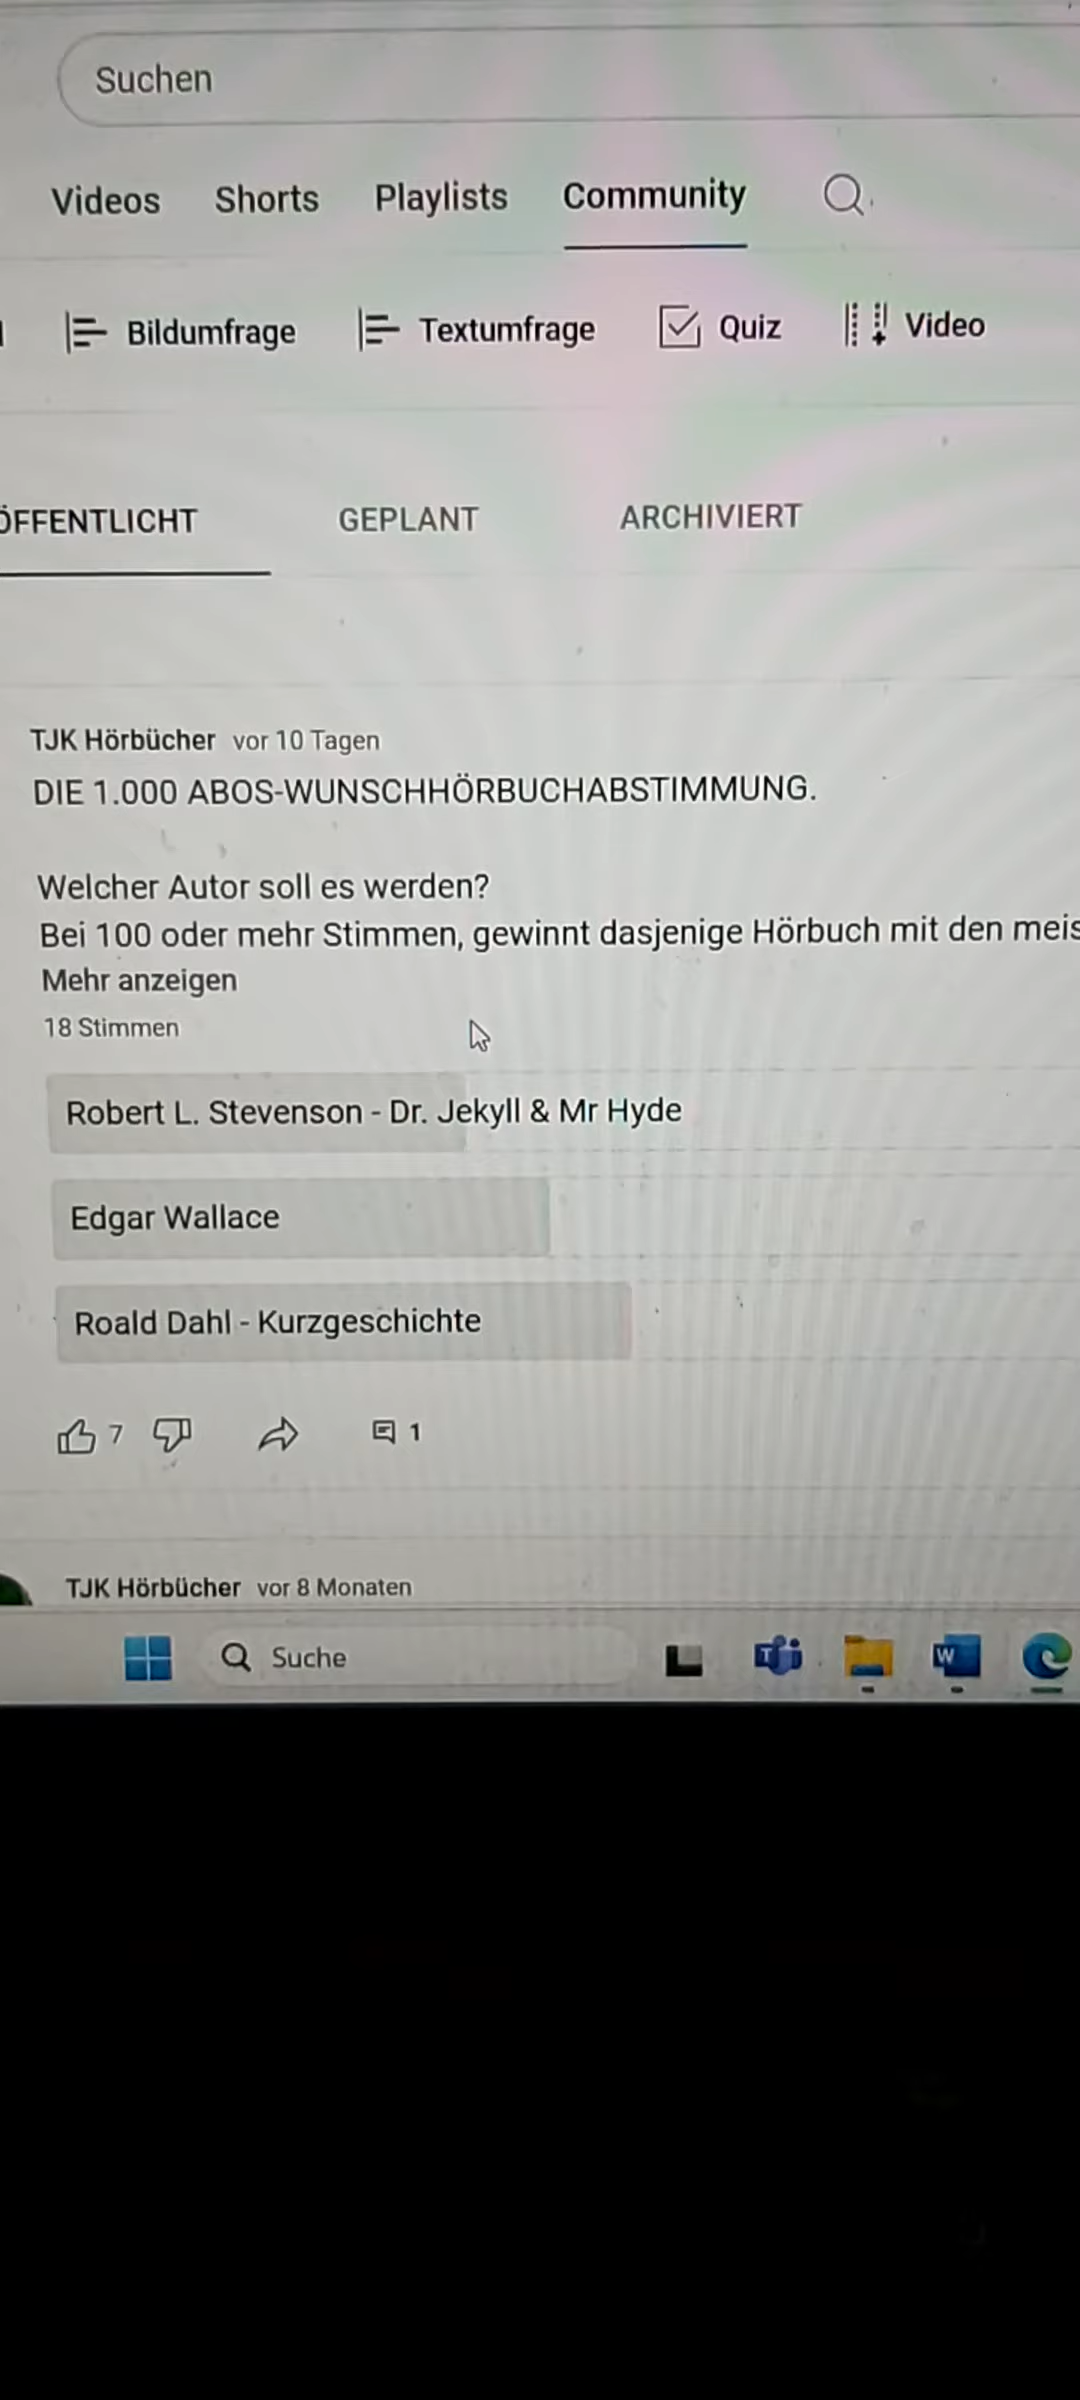 Suchen
Videos Shorts Playlists Community
Bildumfrage Textumfrage Quiz Video
ÖFFENTLICHT GEPLANT ARCHIVIERT
TJK Hörbücher vor 10 Tagen
DIE 1.000 ABOS-WUNSCHHÖRBUCHABSTIMMUNG.
Welcher Autor soll es werden?
Bei 100 oder mehr Stimmen, gewinnt dasjenige Hörbuch mit den meis
Mehr anzeigen
18 Stimmen
Robert L. Stevenson - Dr. Jekyll & Mr Hyde
Edgar Wallace
Roald Dahl - Kurzgeschichte
7 1
TJK Hörbücher vor 8 Monaten
Suche T W